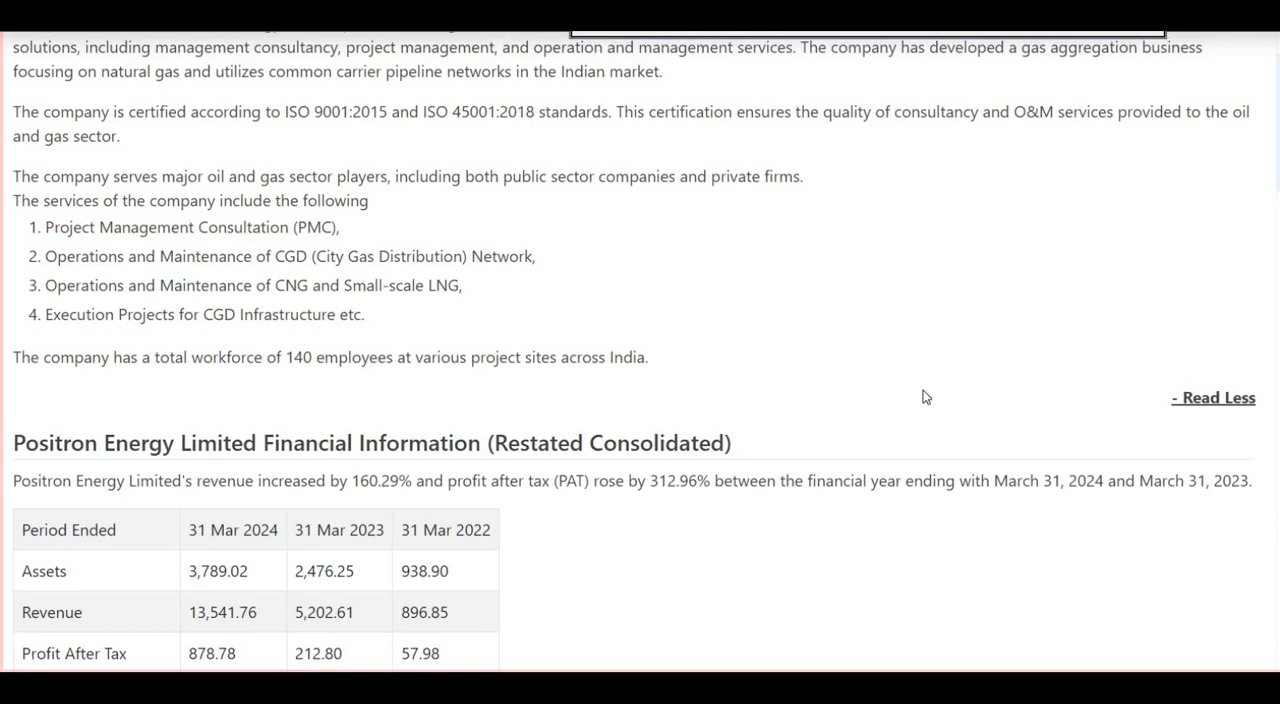 solutions, including management consultancy, project management, and operation and management services. The company has developed a gas aggregation business
focusing on natural gas and utilizes common carrier pipeline networks in the Indian market.
The company is certified according to ISO 9001:2015 and ISO 45001:2018 standards. This certification ensures the quality of consultancy and O&M services provided to the oil
and gas sector.
The company serves major oil and gas sector players, including both public sector companies and private firms.
The services of the company include the following
1. Project Management Consultation (PMC),
2. Operations and Maintenance of CGD (City Gas Distribution) Network,
3. Operations and Maintenance of CNG and Small-scale LNG,
4. Execution Projects for CGD Infrastructure etc.
The company has a total workforce of 140 employees at various project sites across India.
- Read Less
Positron Energy Limited Financial Information (Restated Consolidated)
Positron Energy Limited's revenue increased by 160.29% and profit after tax (PAT) rose by 312.96% between the financial year ending with March 31, 2024 and March 31, 2023.
Period Ended 31 Mar 2024 31 Mar 2023 31 Mar 2022
Assets 3,789.02 2,476.25 938.90
Revenue 13,541.76 5,202.61 896.85
Profit After Tax 878.78 212.80 57.98